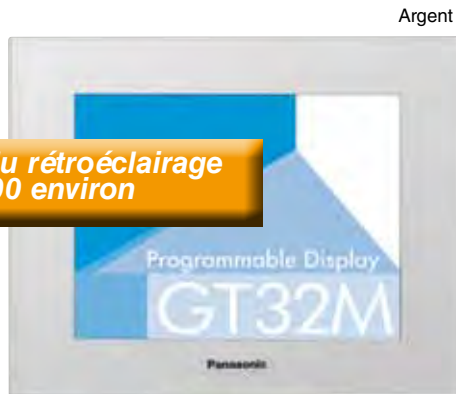 Argent
u rétroéclairage
00 environ
Programmable Display
GT32M
Panasonic